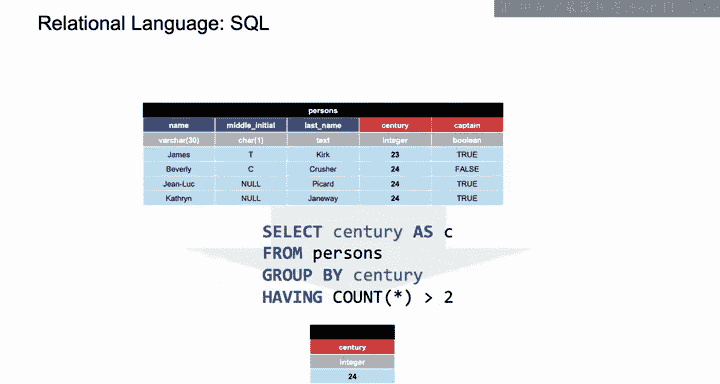 Relational Language: SQL
persons
name middle_initial last_name century captain
varchar(30) char(1) text integer boolean
James T Kirk 23 TRUE
Beverly C Crusher 24 FALSE
Jean-Luc NULL Picard 24 TRUE
Kathryn NULL Janeway 24 TRUE
SELECT century AS c
FROM persons
GROUP BY century
HAVING COUNT(*) > 2
century
integer
24